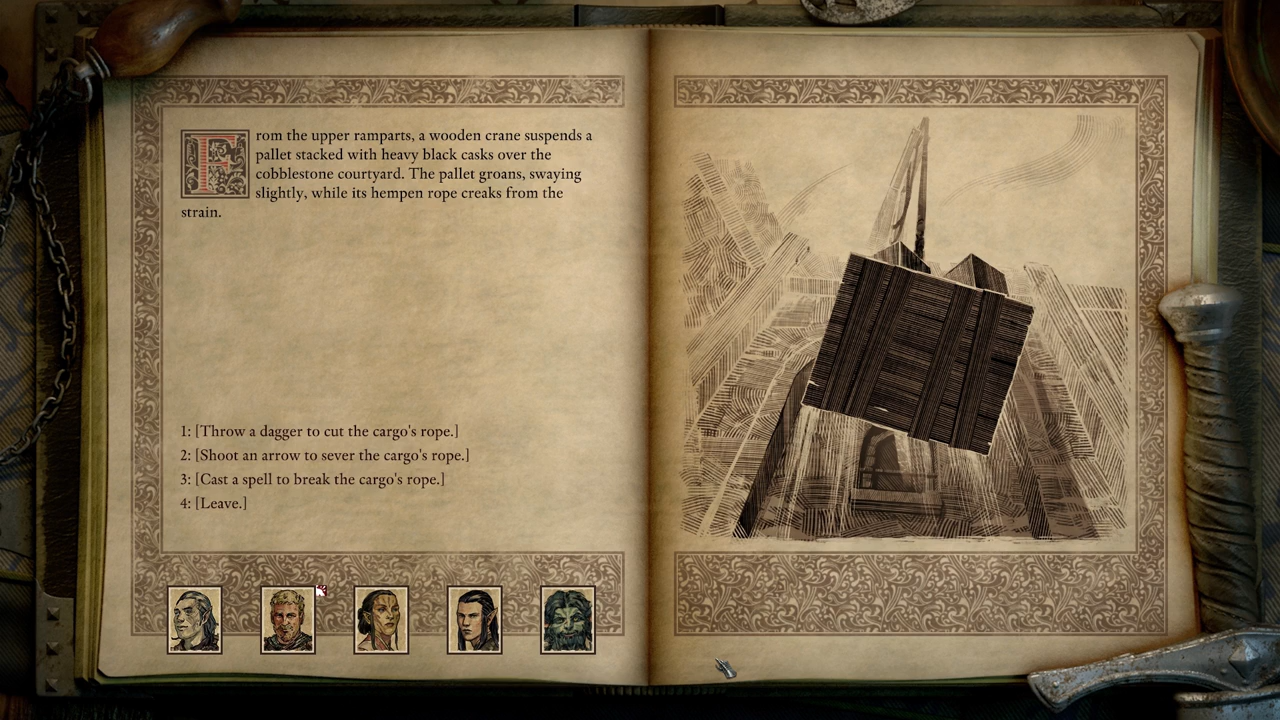 From the upper ramparts, a wooden crane suspends a
pallet stacked with heavy black casks over the
cobblestone courtyard. The pallet groans, swaying
slightly, while its hempen rope creaks from the
strain.
1: [Throw a dagger to cut the cargo's rope.]
2: [Shoot an arrow to sever the cargo's rope.]
3: [Cast a spell to break the cargo's rope.]
4: [Leave.]